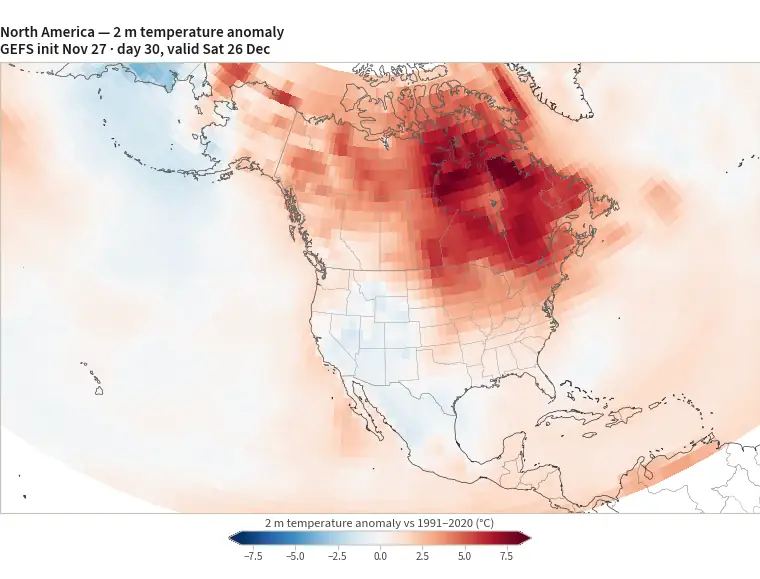 North America — 2 m temperature anomaly
GEFS init Nov 27 · day 30, valid Sat 26 Dec
2 m temperature anomaly vs 1991–2020 (°C)
−7.5 −5.0 −2.5 0.0 2.5 5.0 7.5